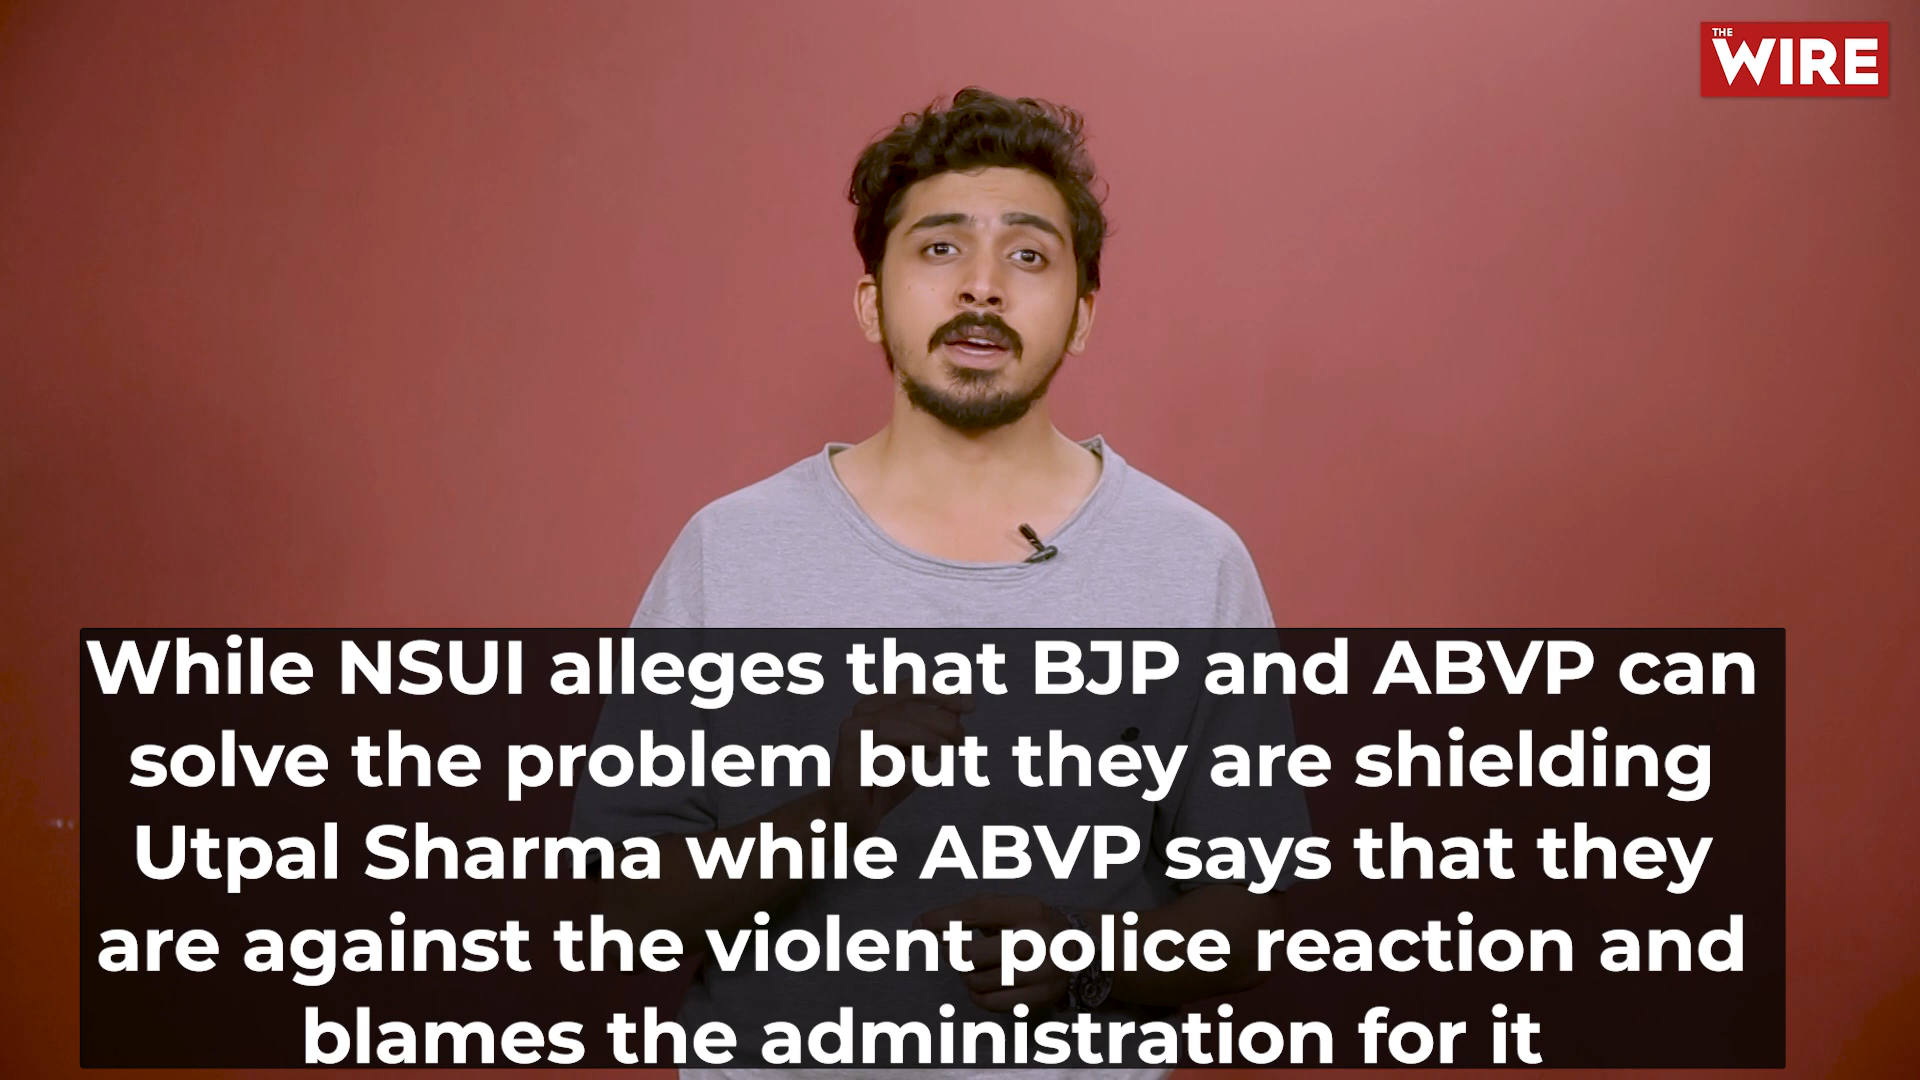 THE
WIRE
While NSUI alleges that BJP and ABVP can
solve the problem but they are shielding
Utpal Sharma while ABVP says that they
are against the violent police reaction and
blames the administration for it